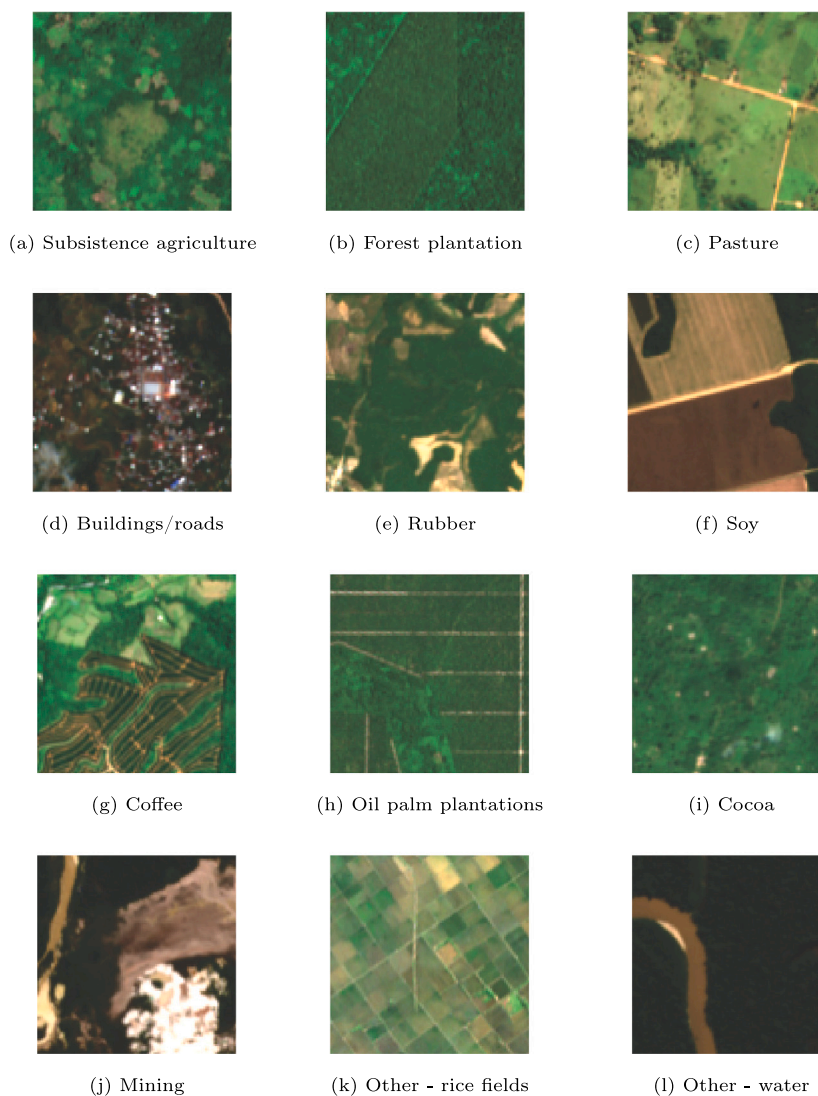 (a) Subsistence agriculture
(b) Forest plantation
(c) Pasture
(d) Buildings/roads
(e) Rubber
(f) Soy
(g) Coffee
(h) Oil palm plantations
(i) Cocoa
(j) Mining
(k) Other - rice fields
(l) Other - water